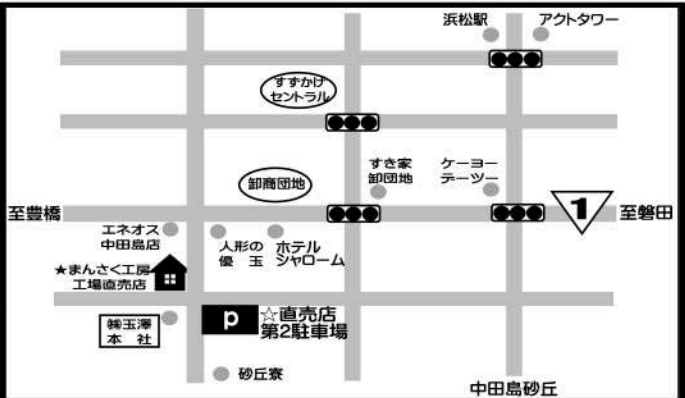 浜松駅
アクトタワー
すずかけ
セントラル
すき家
卸団地
ケーヨー
デーツー
卸商団地
1
至豊橋
至磐田
エネオス
中田島店
人形の
優玉
ホテル
シャローム
★まんさく工房
工場直売店
㈱玉澤
本社
P
☆直売店
第2駐車場
砂丘寮
中田島砂丘